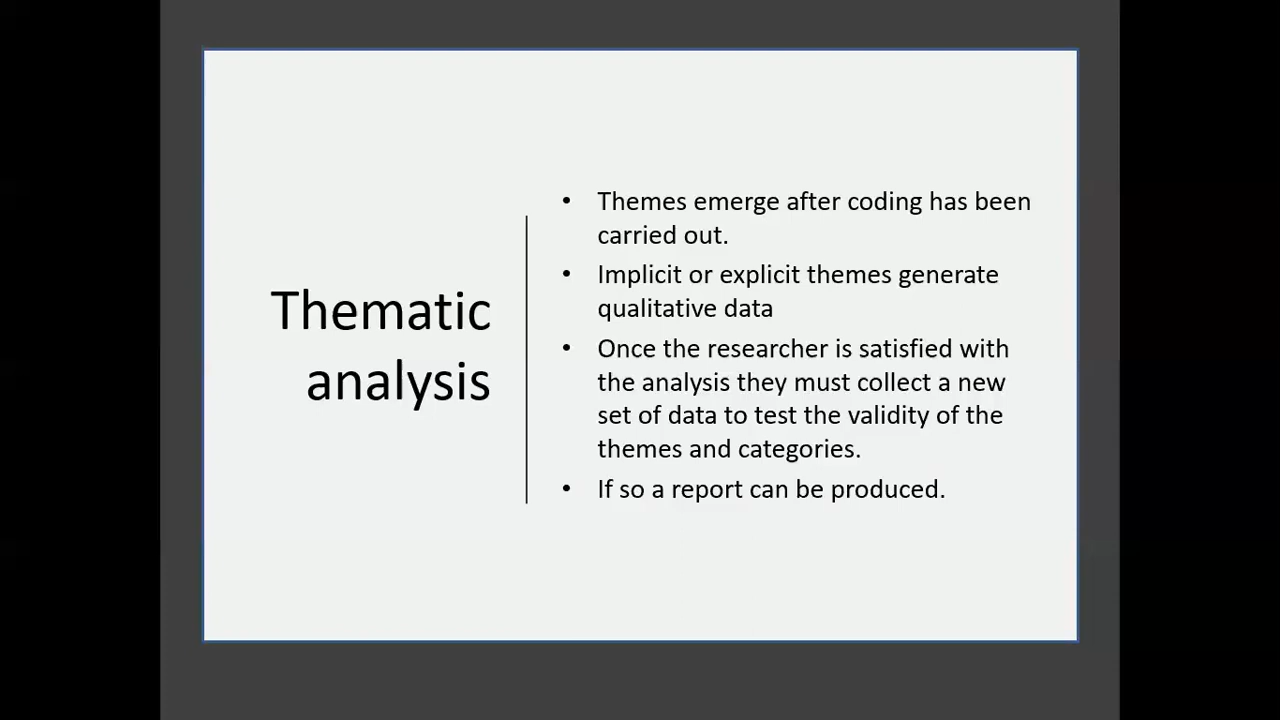 Thematic
analysis
• Themes emerge after coding has been
carried out.
• Implicit or explicit themes generate
qualitative data
• Once the researcher is satisfied with
the analysis they must collect a new
set of data to test the validity of the
themes and categories.
• If so a report can be produced.